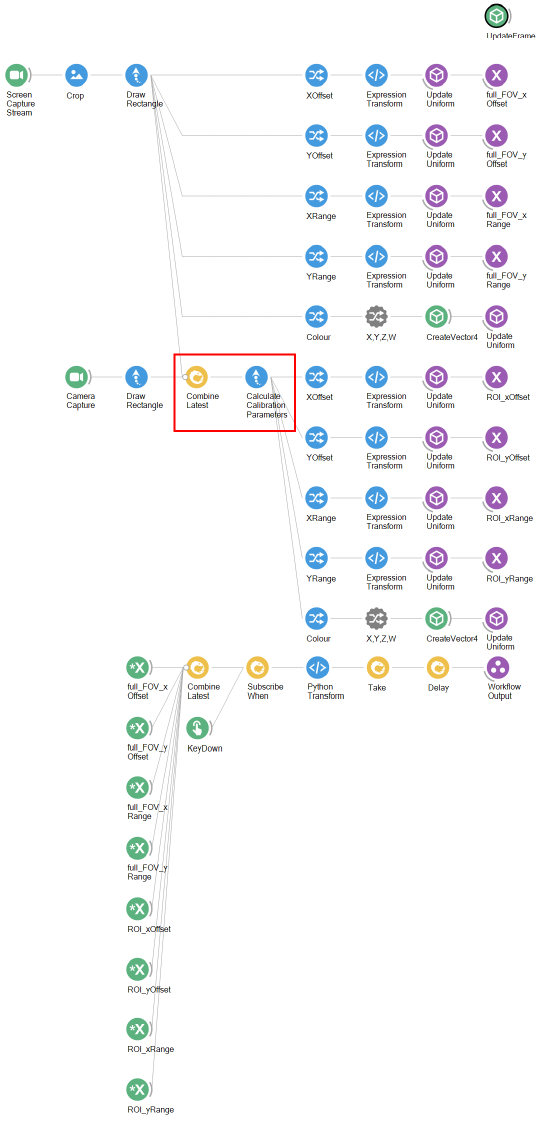 UpdateFrame
Screen
Capture
Stream
Crop
Draw
Rectangle
XOffset
Expression
Transform
Update
Uniform
full_FOV_x
Offset
YOffset
Expression
Transform
Update
Uniform
full_FOV_y
Offset
XRange
Expression
Transform
Update
Uniform
full_FOV_x
Range
YRange
Expression
Transform
Update
Uniform
full_FOV_y
Range
Colour
X,Y,Z,W
CreateVector4
Update
Uniform
Camera
Capture
Draw
Rectangle
Combine
Latest
Calculate
Calibration
Parameters
XOffset
Expression
Transform
Update
Uniform
ROI_xOffset
YOffset
Expression
Transform
Update
Uniform
ROI_yOffset
XRange
Expression
Transform
Update
Uniform
ROI_xRange
YRange
Expression
Transform
Update
Uniform
ROI_yRange
Colour
X,Y,Z,W
CreateVector4
Update
Uniform
full_FOV_x
Offset
Combine
Latest
Subscribe
When
Python
Transform
Take
Delay
Workflow
Output
full_FOV_y
Offset
KeyDown
full_FOV_x
Range
full_FOV_y
Range
ROI_xOffset
ROI_yOffset
ROI_xRange
ROI_yRange